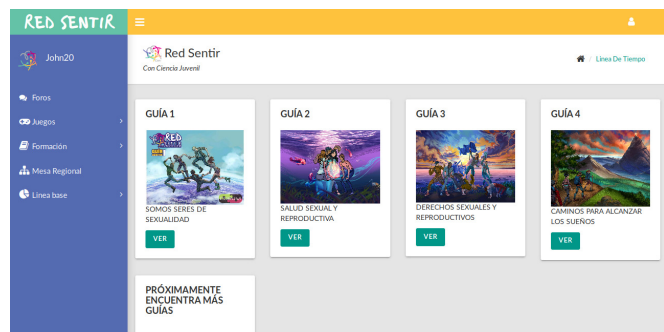 RED SENTIR
John20
Foros
Juegos
Formación
Mesa Regional
Linea base
Red Sentir
Con Ciencia Juvenil
/ Linea De Tiempo
GUÍA 1
RED
SOMOS SERES DE
SEXUALIDAD
VER
GUÍA 2
SALUD SEXUAL Y
REPRODUCTIVA
VER
GUÍA 3
DERECHOS SEXUALES Y
REPRODUCTIVOS
VER
GUÍA 4
CAMINOS PARA ALCANZAR
LOS SUEÑOS
VER
PRÓXIMAMENTE
ENCUENTRA MÁS
GUÍAS